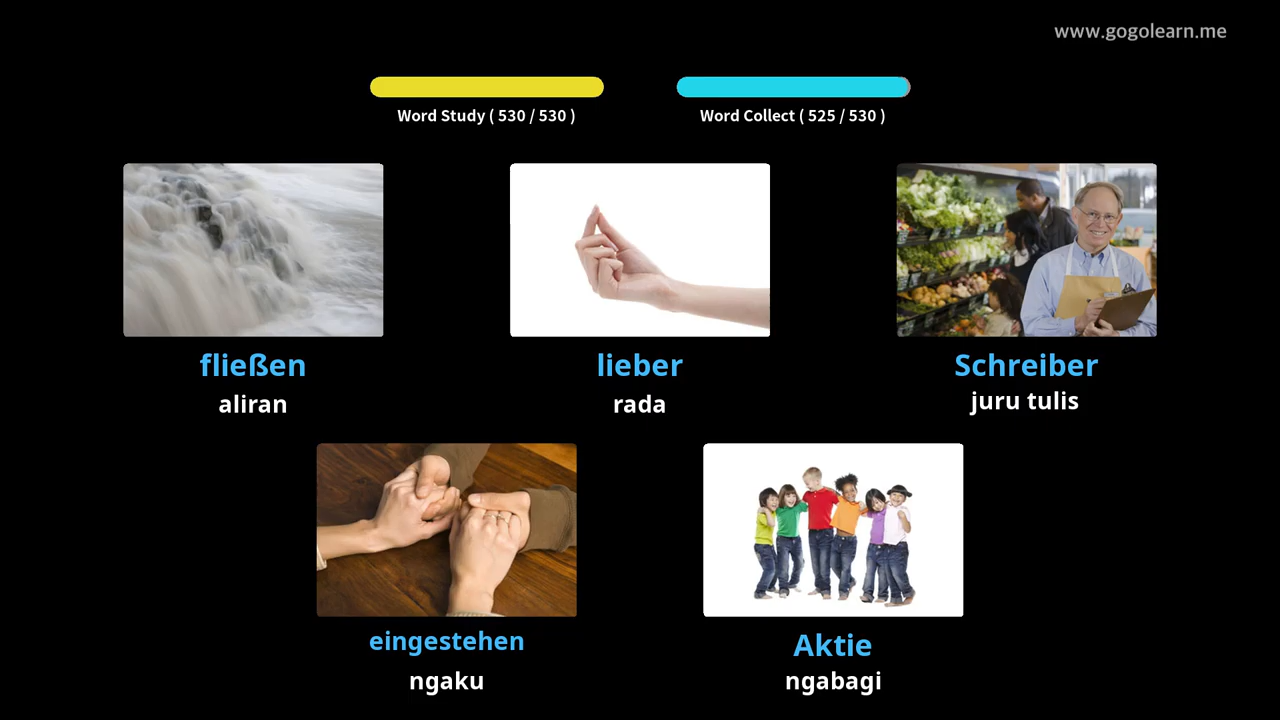 www.gogolearn.me
Word Study ( 530 / 530 )
Word Collect ( 525 / 530 )
fließen
lieber
Schreiber
aliran
rada
juru tulis
eingestehen
Aktie
ngaku
ngabagi